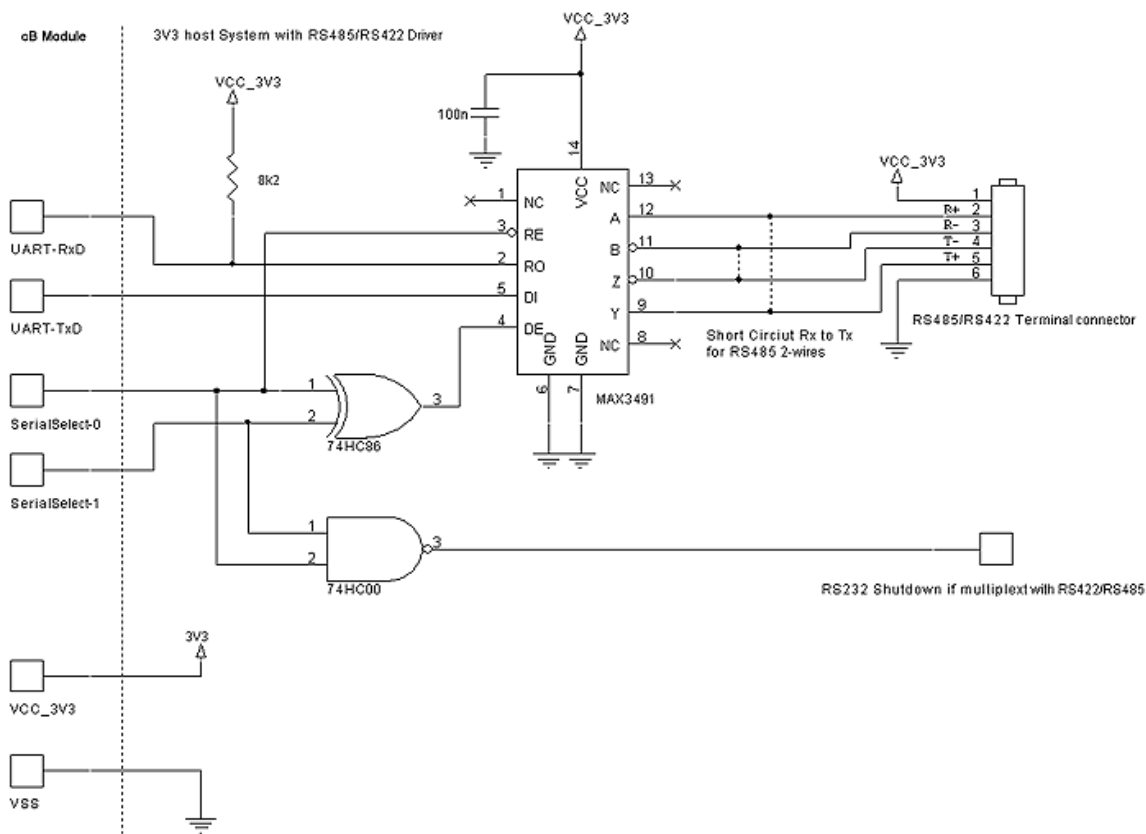 cB Module
3V3 host System with RS485/RS422 Driver
VCC_3V3
VCC_3V3
100n
14
8k2
VCC_3V3
1
NC
VCC
NC
13
1
3
RE
A
12
R+
2
UART-RxD
R-
3
2
RO
B
11
T-
4
T+
5
Z
10
6
5
DI
UART-TxD
4
DE
Y
9
RS485/RS422 Terminal connector
GND
GND
NC
8
Short Circiut Rx to Tx
for RS485 2-wires
6
7
MAX3491
1
3
2
SerialSelect-0
74HC86
SerialSelect-1
1
3
2
74HC00
RS232 Shutdown if multiplext with RS422/RS485
3V3
VCC_3V3
VSS